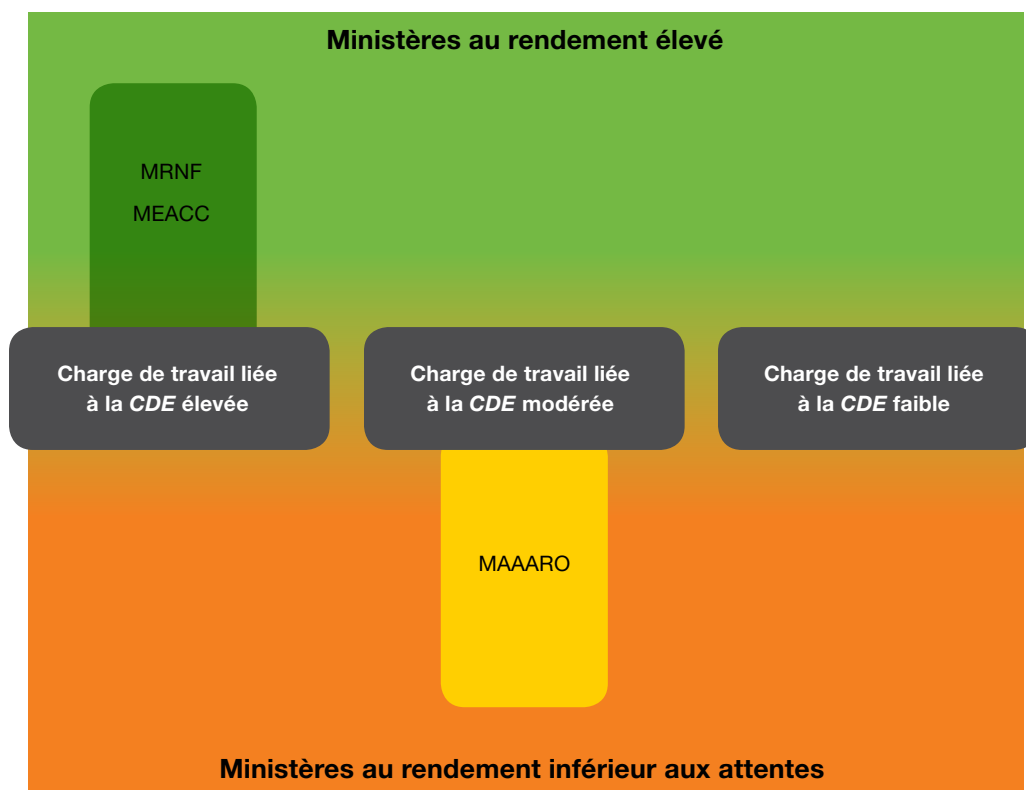 Ministères au rendement élevé
MRNF
MEACC
Charge de travail liée
à la CDE élevée
Charge de travail liée
à la CDE modérée
Charge de travail liée
à la CDE faible
MAAARO
Ministères au rendement inférieur aux attentes